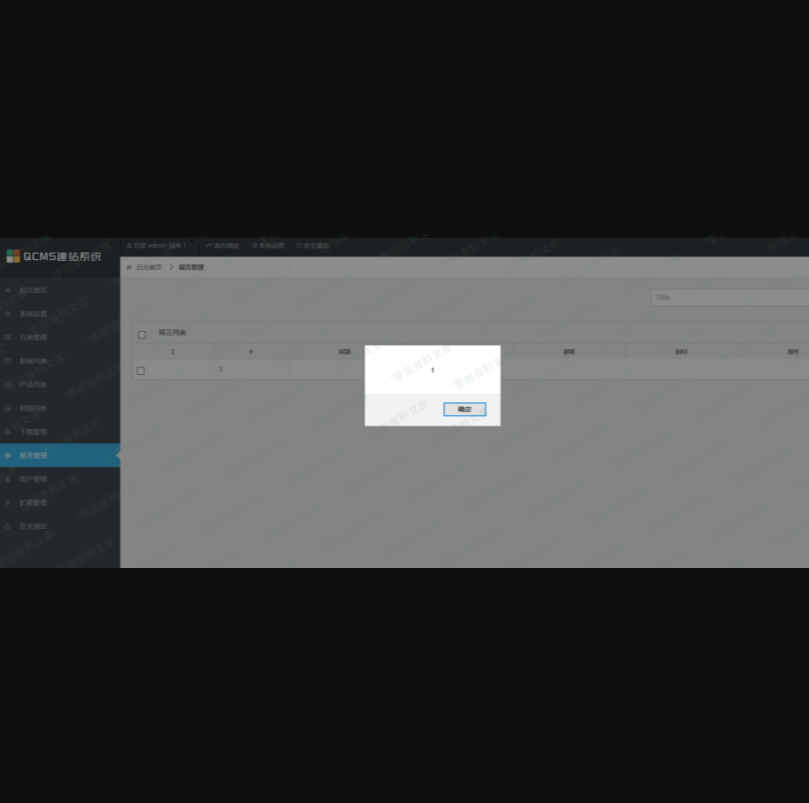 QCMS建站系统
欢迎 admin 回来！ 前台地址 系统设置 安全退出
后台首页 > 留言管理
后台首页
系统设置
分类管理
新闻列表
产品列表
相册列表
下载管理
留言管理
用户管理
扩展管理
安全退出
Title
留言列表
# 标题 邮箱 时间 操作
3
1
确定
零组资料文库